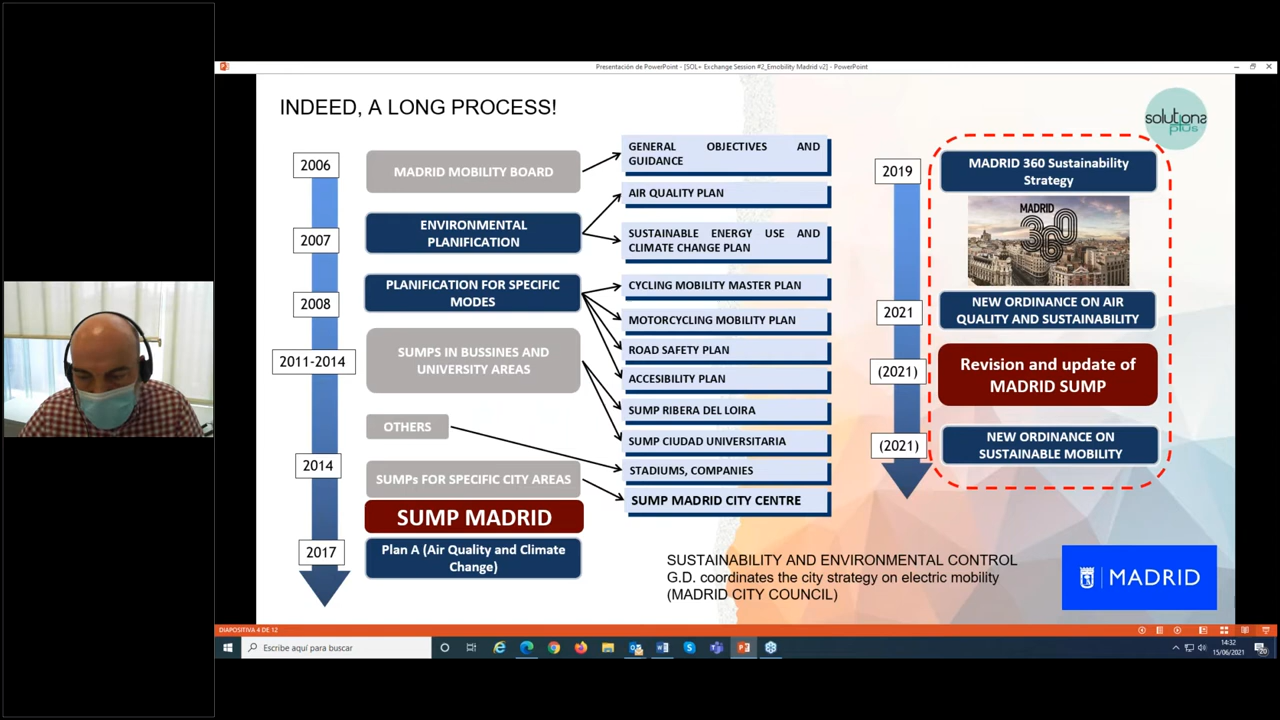 Presentación de PowerPoint - [SOL+ Exchange Session #2_Emobility Madrid v2] - PowerPoint
INDEED, A LONG PROCESS!
solutions
plus
2006
MADRID MOBILITY BOARD
GENERAL OBJECTIVES AND
GUIDANCE
2007
ENVIRONMENTAL
PLANIFICATION
AIR QUALITY PLAN
SUSTAINABLE ENERGY USE AND
CLIMATE CHANGE PLAN
2008
PLANIFICATION FOR SPECIFIC
MODES
CYCLING MOBILITY MASTER PLAN
MOTORCYCLING MOBILITY PLAN
ROAD SAFETY PLAN
ACCESIBILITY PLAN
2011-2014
SUMPS IN BUSSINES AND
UNIVERSITY AREAS
SUMP RIBERA DEL LOIRA
SUMP CIUDAD UNIVERSITARIA
OTHERS
STADIUMS, COMPANIES
2014
SUMPs FOR SPECIFIC CITY AREAS
SUMP MADRID CITY CENTRE
SUMP MADRID
2017
Plan A (Air Quality and Climate
Change)
2019
MADRID 360 Sustainability
Strategy
MADRID
360
2021
NEW ORDINANCE ON AIR
QUALITY AND SUSTAINABILITY
(2021)
Revision and update of
MADRID SUMP
(2021)
NEW ORDINANCE ON
SUSTAINABLE MOBILITY
SUSTAINABILITY AND ENVIRONMENTAL CONTROL
G.D. coordinates the city strategy on electric mobility
(MADRID CITY COUNCIL)
MADRID
DIAPOSITIVA 4 DE 12
Escribe aquí para buscar
14:32
15/06/2021
20